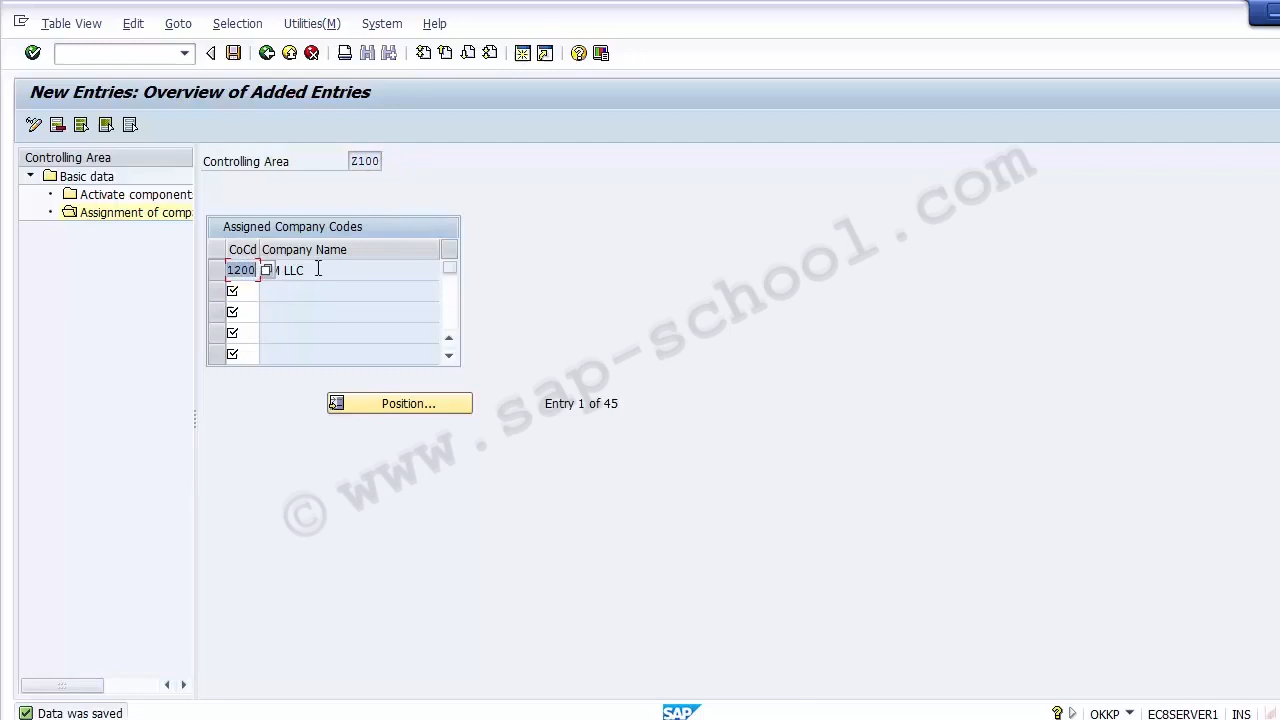 Table View Edit Goto Selection Utilities(M) System Help
New Entries: Overview of Added Entries
Controlling Area
Basic data
Activate component
Assignment of comp
Controlling Area Z100
Assigned Company Codes
CoCd Company Name
1200 LLC
Position... Entry 1 of 45
© www.sap-school.com
Data was saved SAP OKKP EC8SERVER1 INS